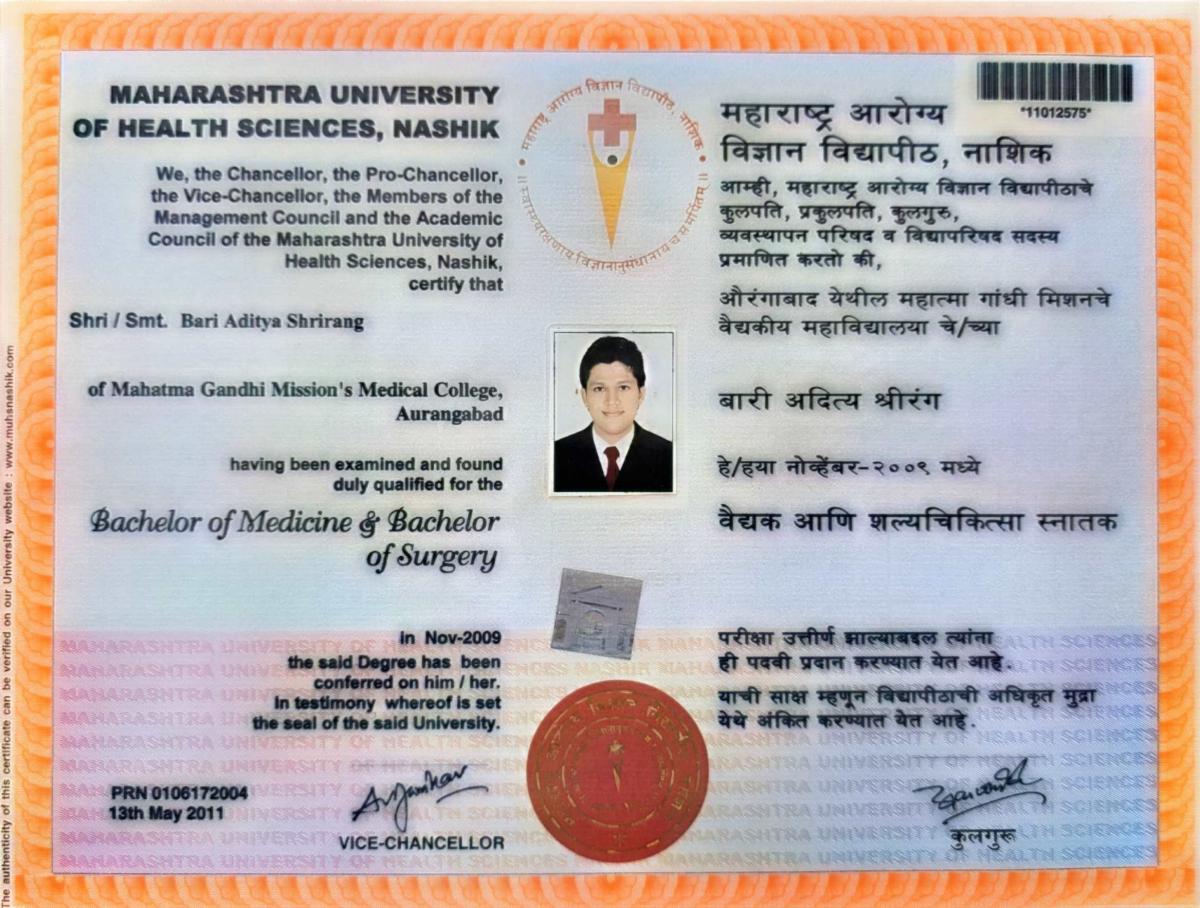 MAHARASHTRA UNIVERSITY
OF HEALTH SCIENCES, NASHIK
We, the Chancellor, the Pro-Chancellor,
the Vice-Chancellor, the Members of the
Management Council and the Academic
Council of the Maharashtra University of
Health Sciences, Nashik,
certify that
Shri / Smt. Bari Aditya Shrirang
of Mahatma Gandhi Mission's Medical College,
Aurangabad
having been examined and found
duly qualified for the
Bachelor of Medicine & Bachelor
of Surgery
in Nov-2009
the said Degree has been
conferred on him / her.
In testimony whereof is set
the seal of the said University.
PRN 0106172004
13th May 2011
VICE-CHANCELLOR
महाराष्ट्र आरोग्य विज्ञान विद्यापीठ, नाशिक
*11012575*
महाराष्ट्र आरोग्य
विज्ञान विद्यापीठ, नाशिक
आम्ही, महाराष्ट्र आरोग्य विज्ञान विद्यापीठाचे
कुलपति, प्रकुलपति, कुलगुरु,
व्यवस्थापन परिषद व विद्यापरिषद सदस्य
प्रमाणित करतो की,
औरंगाबाद येथील महात्मा गांधी मिशनचे
वैद्यकीय महाविद्यालया चे/च्या
बारी अदित्य श्रीरंग
हे/हया नोव्हेंबर-२००९ मध्ये
वैद्यक आणि शल्यचिकित्सा स्नातक
परीक्षा उत्तीर्ण झाल्याबद्दल त्यांना
ही पदवी प्रदान करण्यात येत आहे.
याची साक्ष म्हणून विद्यापीठाची अधिकृत मुद्रा
येथे अंकित करण्यात येत आहे.
कुलगुरू
The authenticity of this certificate can be verified on our University website : www.muhsnashik.com
MAHARASHTRA UNIVERSITY OF HEALTH SCIENCES NASHIK